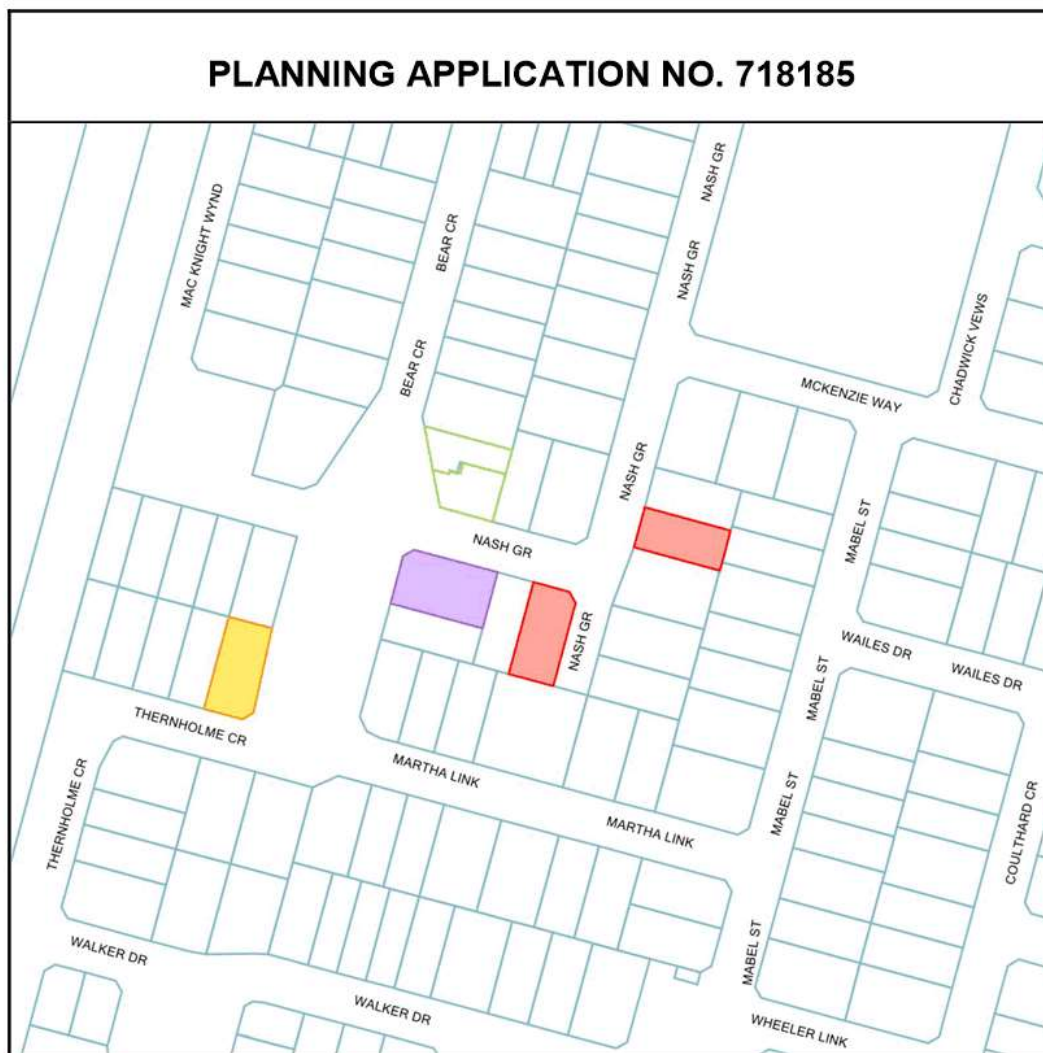 PLANNING APPLICATION NO. 718185
NASH GR
MAC KNIGHT WYND
BEAR CR
NASH GR
BEAR CR
CHADWICK VEWS
MCKENZIE WAY
NASH GR
MABEL ST
NASH GR
NASH GR
WAILES DR
WAILES DR
MABEL ST
THERNHOLME CR
MARTHA LINK
MABEL ST
THERNHOLME CR
MARTHA LINK
COULTHARD CR
WALKER DR
MABEL ST
WALKER DR
WHEELER LINK